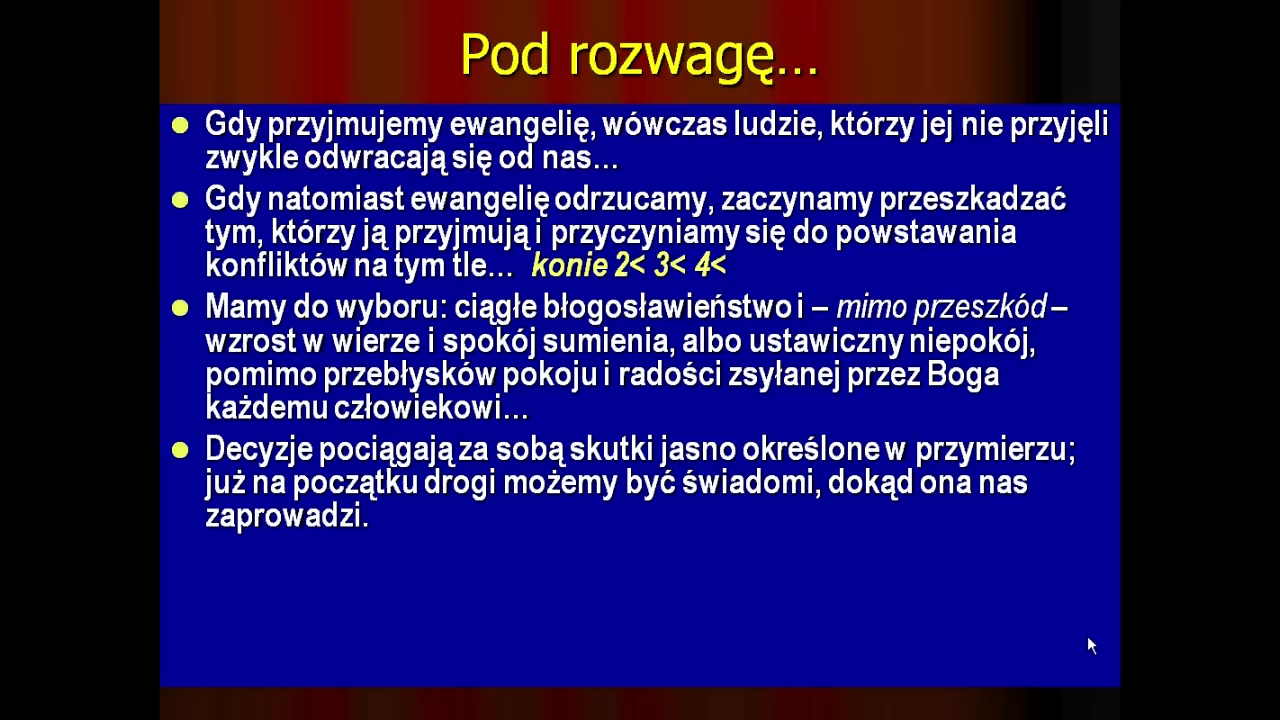 Pod rozwagę...
Gdy przyjmujemy ewangelię, wówczas ludzie, którzy jej nie przyjęli
zwykle odwracają się od nas...
Gdy natomiast ewangelię odrzucamy, zaczynamy przeszkadzać
tym, którzy ją przyjmują i przyczyniamy się do powstawania
konfliktów na tym tle... konie 2< 3< 4<
Mamy do wyboru: ciągłe błogosławieństwo i – mimo przeszkód –
wzrost w wierze i spokój sumienia, albo ustawiczny niepokój,
pomimo przebłysków pokoju i radości zsyłanej przez Boga
każdemu człowiekowi...
Decyzje pociągają za sobą skutki jasno określone w przymierzu;
już na początku drogi możemy być świadomi, dokąd ona nas
zaprowadzi.